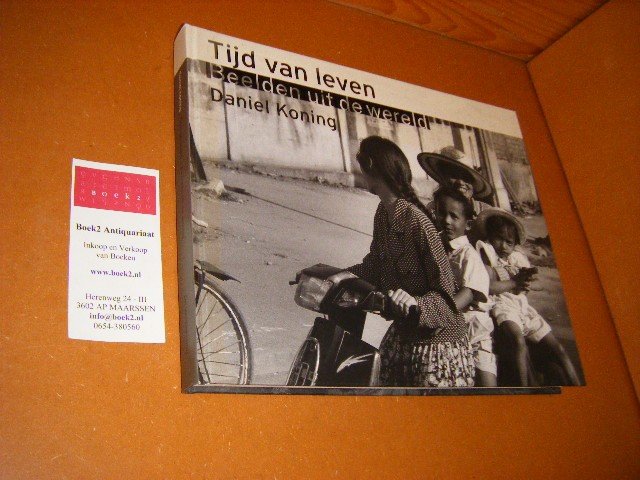 Tijd van leven
Beelden uit de wereld
Daniel Koning
BOEK2
Boek2 Antiquariaat
Inkoop en Verkoop
van Boeken
www.boek2.nl
Herenweg 24 - III
3602 AP MAARSSEN
info@boek2.nl
0654-380560